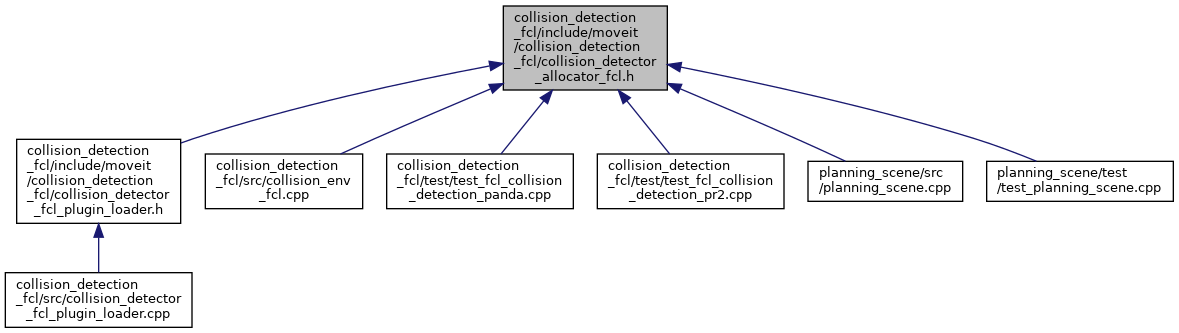 collision_detection
_fcl/include/moveit
/collision_detection
_fcl/collision_detector
_allocator_fcl.h
collision_detection
_fcl/include/moveit
/collision_detection
_fcl/collision_detector
_fcl_plugin_loader.h
collision_detection
_fcl/src/collision_env
_fcl.cpp
collision_detection
_fcl/test/test_fcl_collision
_detection_panda.cpp
collision_detection
_fcl/test/test_fcl_collision
_detection_pr2.cpp
planning_scene/src
/planning_scene.cpp
planning_scene/test
/test_planning_scene.cpp
collision_detection
_fcl/src/collision_detector
_fcl_plugin_loader.cpp